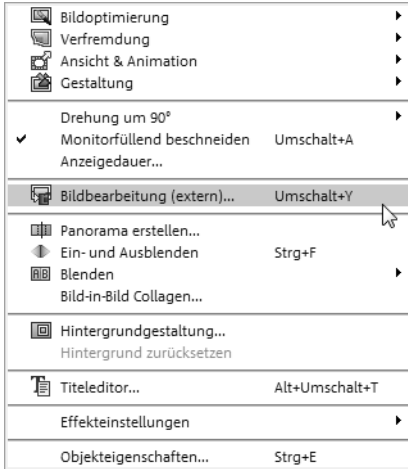 Bildoptimierung
Verfremdung
Ansicht & Animation
Gestaltung
Drehung um 90°
Monitorfüllend beschneiden Umschalt+A
Anzeigedauer...
Bildbearbeitung (extern)... Umschalt+Y
Panorama erstellen...
Ein- und Ausblenden Strg+F
AB Blenden
Bild-in-Bild Collagen...
Hintergrundgestaltung...
Hintergrund zurücksetzen
Titeleditor... Alt+Umschalt+T
Effekteinstellungen
Objekteigenschaften... Strg+E